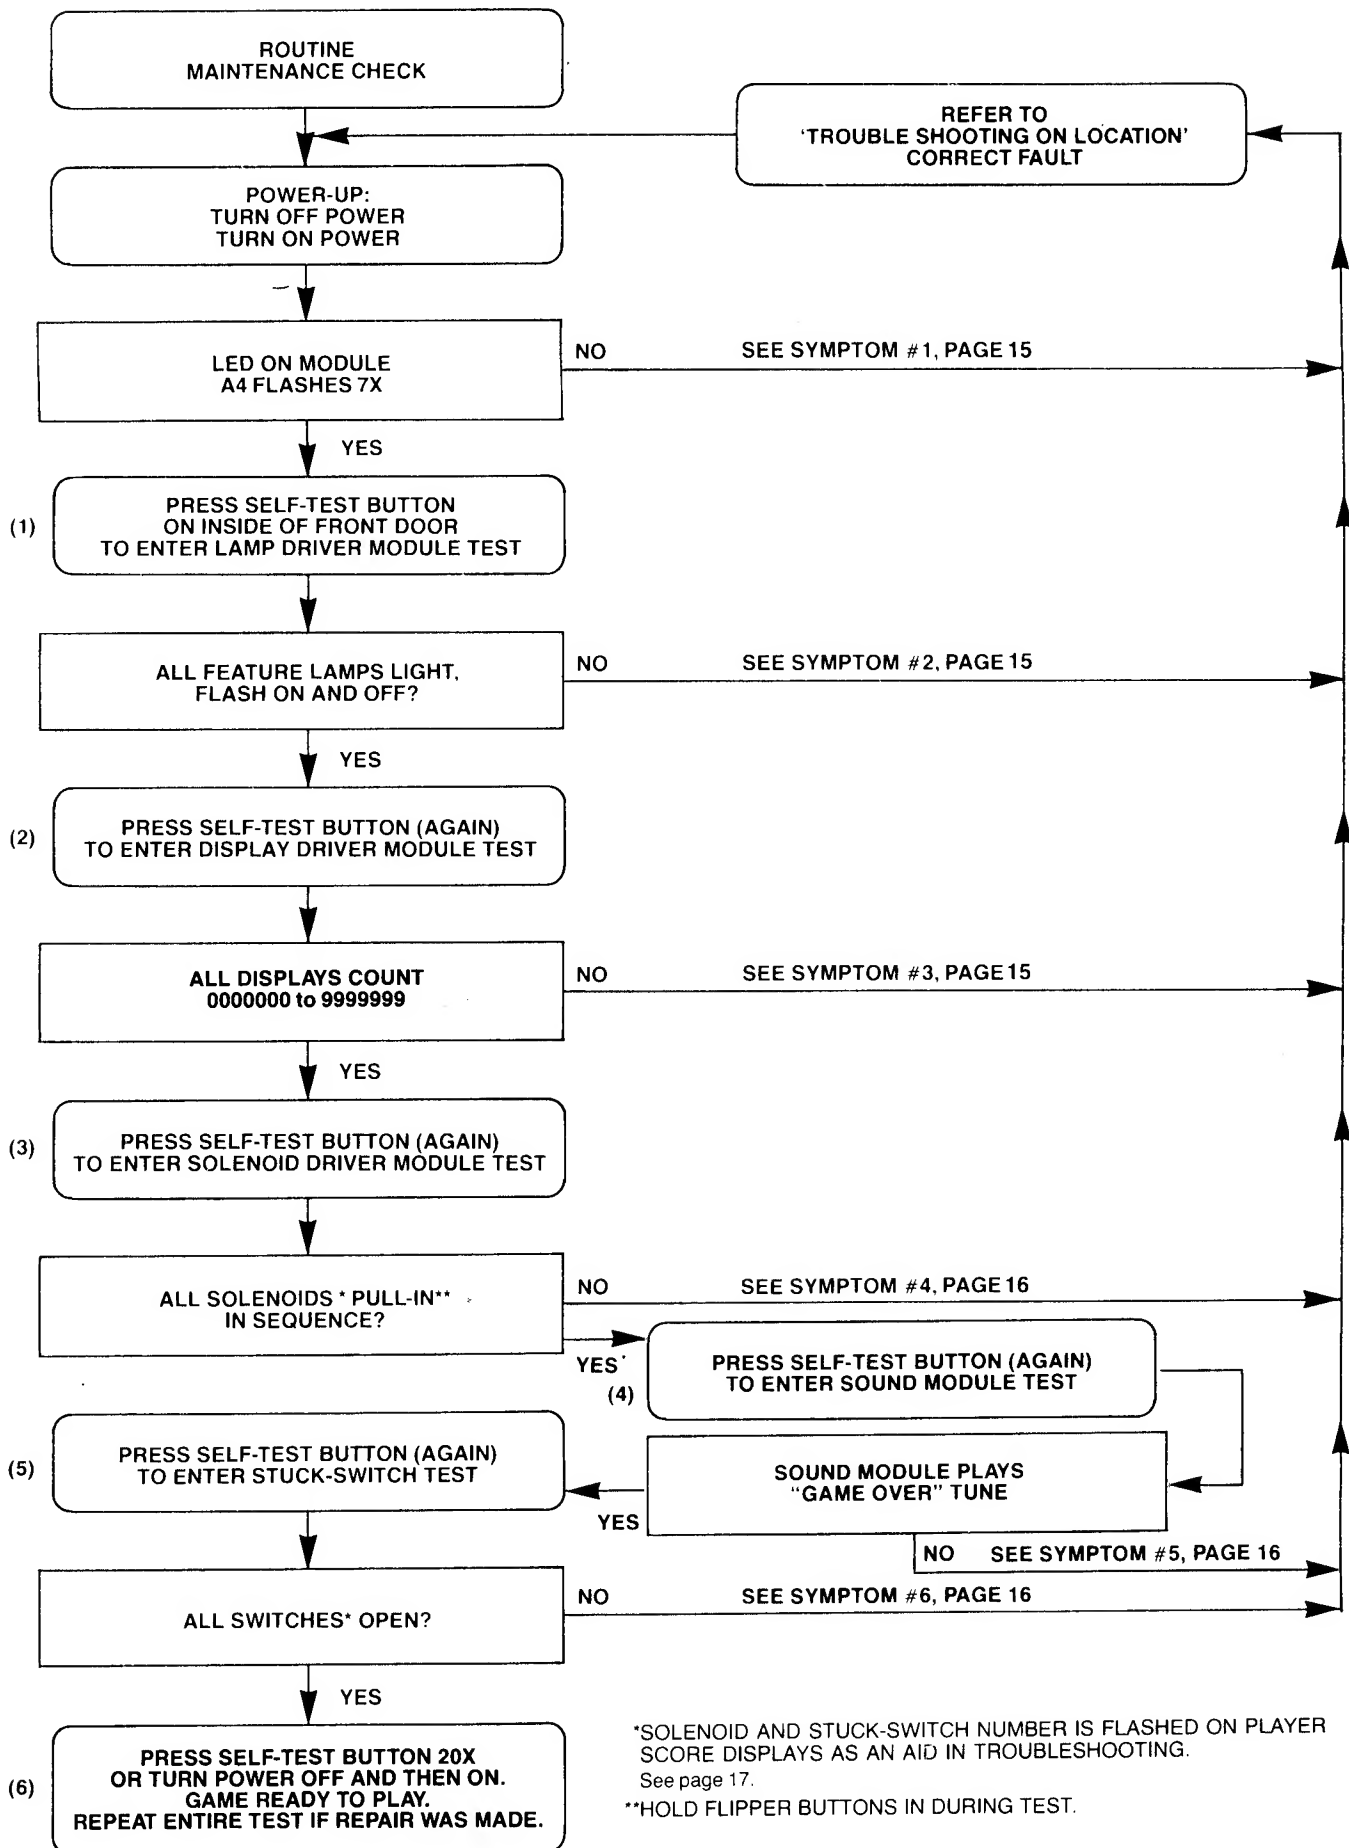 ROUTINE
MAINTENANCE CHECK
REFER TO
'TROUBLE SHOOTING ON LOCATION'
CORRECT FAULT
POWER-UP:
TURN OFF POWER
TURN ON POWER
LED ON MODULE
A4 FLASHES 7X
NO
SEE SYMPTOM #1, PAGE 15
YES
(1)
PRESS SELF-TEST BUTTON
ON INSIDE OF FRONT DOOR
TO ENTER LAMP DRIVER MODULE TEST
ALL FEATURE LAMPS LIGHT,
FLASH ON AND OFF?
NO
SEE SYMPTOM #2, PAGE 15
YES
(2)
PRESS SELF-TEST BUTTON (AGAIN)
TO ENTER DISPLAY DRIVER MODULE TEST
ALL DISPLAYS COUNT
0000000 to 9999999
NO
SEE SYMPTOM #3, PAGE 15
YES
(3)
PRESS SELF-TEST BUTTON (AGAIN)
TO ENTER SOLENOID DRIVER MODULE TEST
ALL SOLENOIDS * PULL-IN**
IN SEQUENCE?
NO
SEE SYMPTOM #4, PAGE 16
YES
(4)
PRESS SELF-TEST BUTTON (AGAIN)
TO ENTER SOUND MODULE TEST
SOUND MODULE PLAYS
"GAME OVER" TUNE
YES
NO
SEE SYMPTOM #5, PAGE 16
(5)
PRESS SELF-TEST BUTTON (AGAIN)
TO ENTER STUCK-SWITCH TEST
ALL SWITCHES* OPEN?
NO
SEE SYMPTOM #6, PAGE 16
YES
(6)
PRESS SELF-TEST BUTTON 20X
OR TURN POWER OFF AND THEN ON.
GAME READY TO PLAY.
REPEAT ENTIRE TEST IF REPAIR WAS MADE.
*SOLENOID AND STUCK-SWITCH NUMBER IS FLASHED ON PLAYER
SCORE DISPLAYS AS AN AID IN TROUBLESHOOTING.
See page 17.
**HOLD FLIPPER BUTTONS IN DURING TEST.